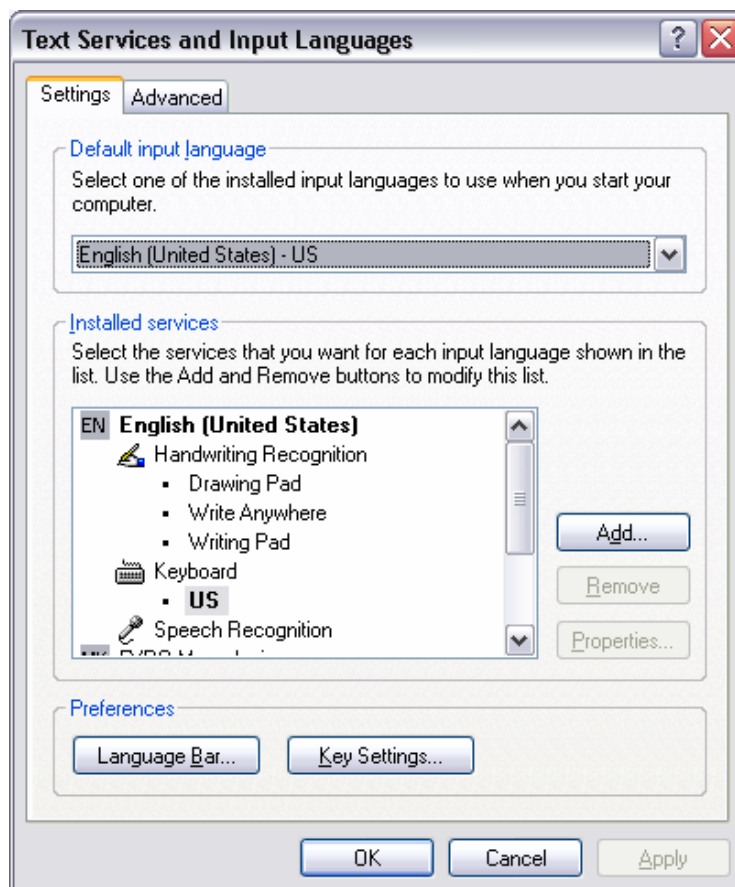 Text Services and Input Languages
Settings
Advanced
Default input language
Select one of the installed input languages to use when you start your
computer.
English (United States) - US
Installed services
Select the services that you want for each input language shown in the
list. Use the Add and Remove buttons to modify this list.
EN English (United States)
Handwriting Recognition
Drawing Pad
Write Anywhere
Writing Pad
Keyboard
US
Speech Recognition
Add...
Remove
Properties...
Preferences
Language Bar...
Key Settings...
OK
Cancel
Apply